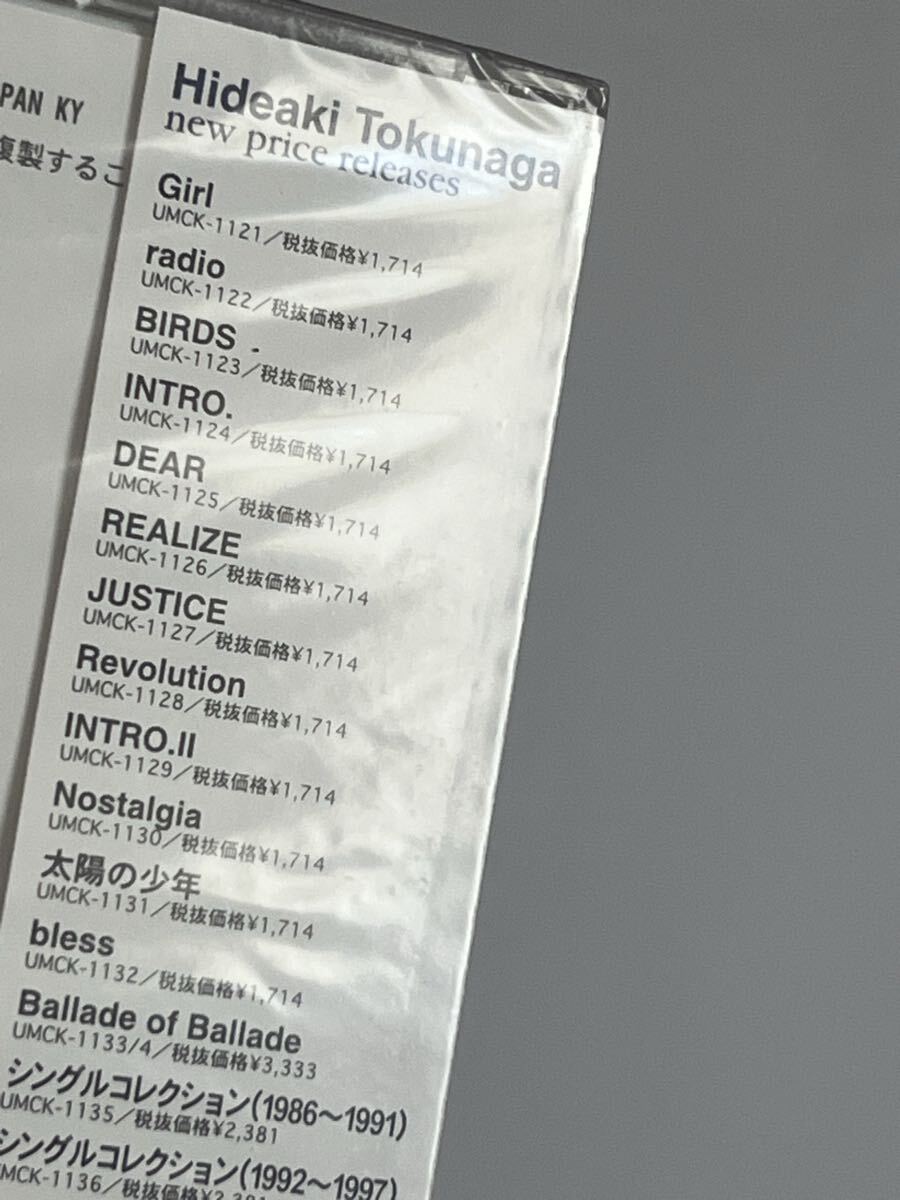 PAN KY
複製するこ
Hideaki Tokunaga
new price releases
Girl
UMCK-1121/税抜価格¥1,714
radio
UMCK-1122/税抜価格¥1,714
BIRDS
UMCK-1123/税抜価格¥1,714
INTRO.
UMCK-1124/税抜価格¥1,714
DEAR
UMCK-1125/税抜価格¥1,714
REALIZE
UMCK-1126/税抜価格¥1,714
JUSTICE
UMCK-1127/税抜価格¥1,714
Revolution
UMCK-1128/税抜価格¥1,714
INTRO.II
UMCK-1129/税抜価格¥1,714
Nostalgia
UMCK-1130/税抜価格¥1,714
太陽の少年
UMCK-1131/税抜価格¥1,714
bless
UMCK-1132/税抜価格¥1,714
Ballade of Ballade
UMCK-1133/4/税抜価格¥3,333
シングルコレクション(1986〜1991)
UMCK-1135/税抜価格¥2,381
シングルコレクション(1992〜1997)
MCK-1136/税抜価格¥2,381